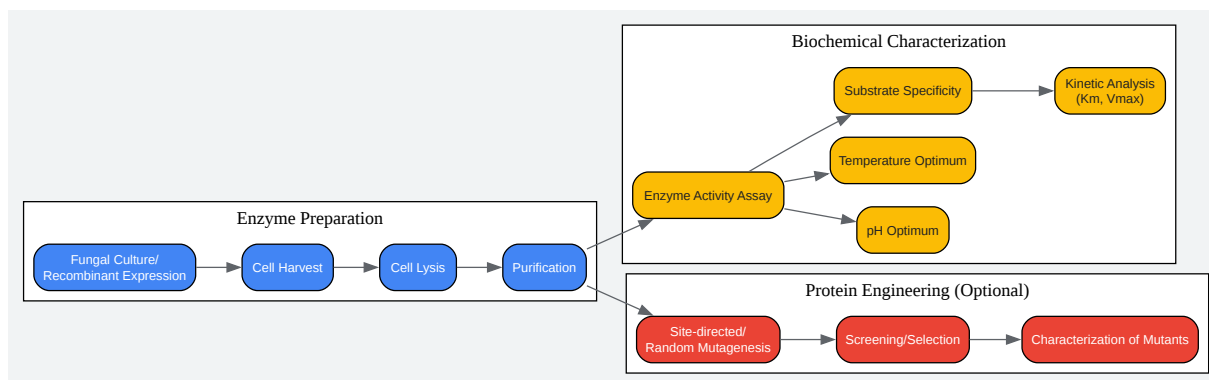 Enzyme Preparation
Fungal Culture/
Recombinant Expression
Cell Harvest
Cell Lysis
Purification
Biochemical Characterization
Enzyme Activity Assay
Substrate Specificity
Kinetic Analysis
(Km, Vmax)
Temperature Optimum
pH Optimum
Protein Engineering (Optional)
Site-directed/
Random Mutagenesis
Screening/Selection
Characterization of Mutants